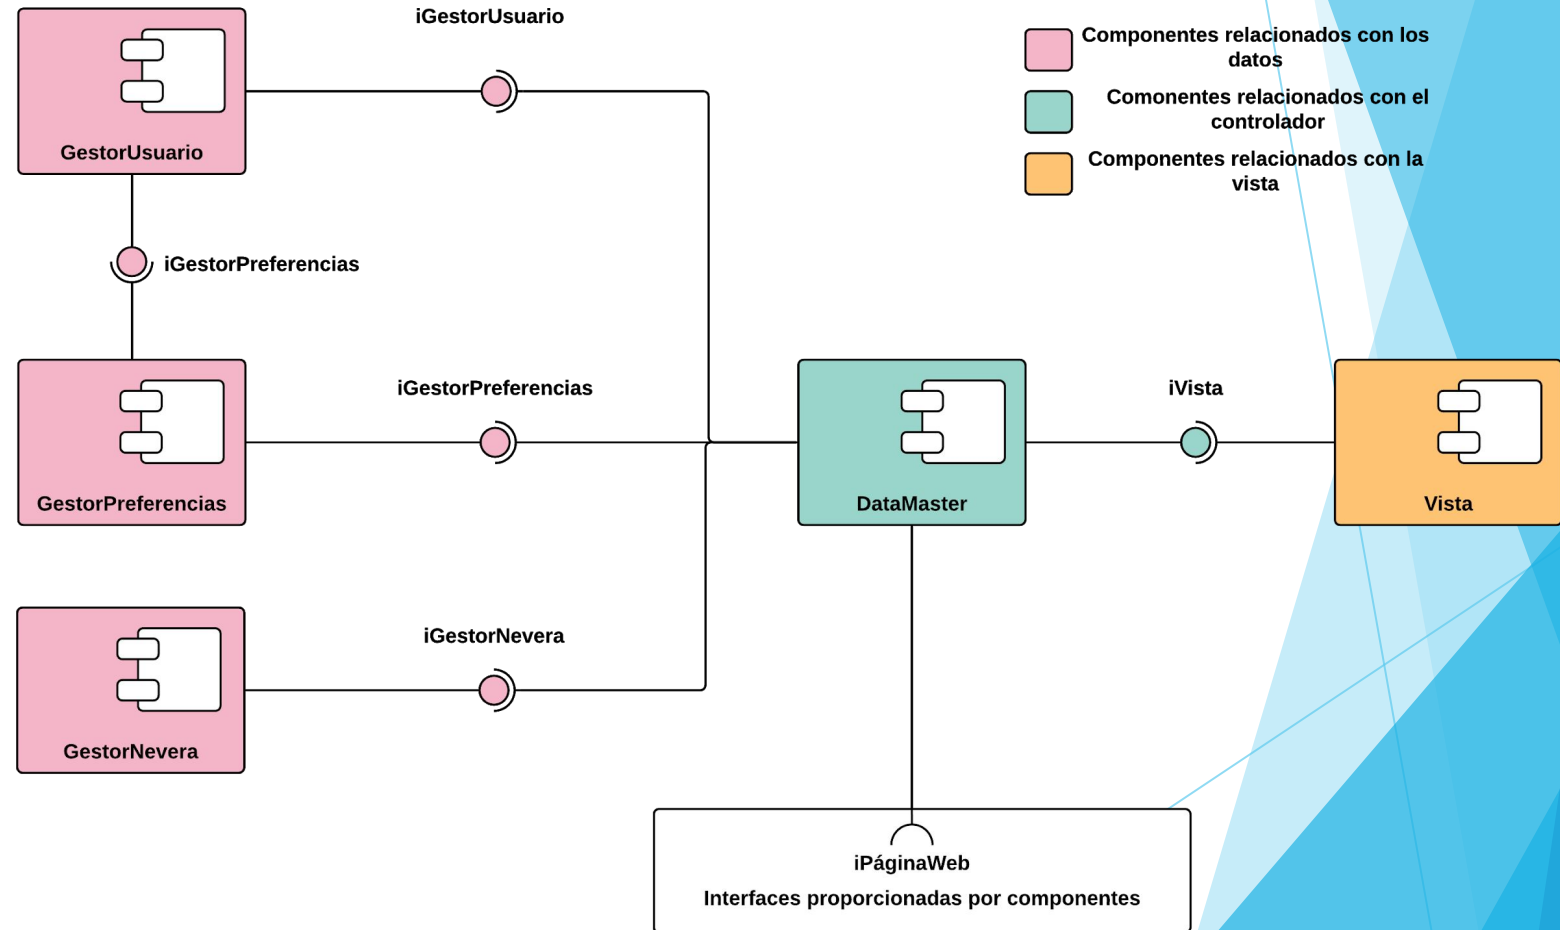 iGestorUsuario
Componentes relacionados con los
datos
Comonentes relacionados con el
controlador
Componentes relacionados con la
vista
GestorUsuario
iGestorPreferencias
iGestorPreferencias
iVista
GestorPreferencias
DataMaster
Vista
iGestorNevera
GestorNevera
iPáginaWeb
Interfaces proporcionadas por componentes